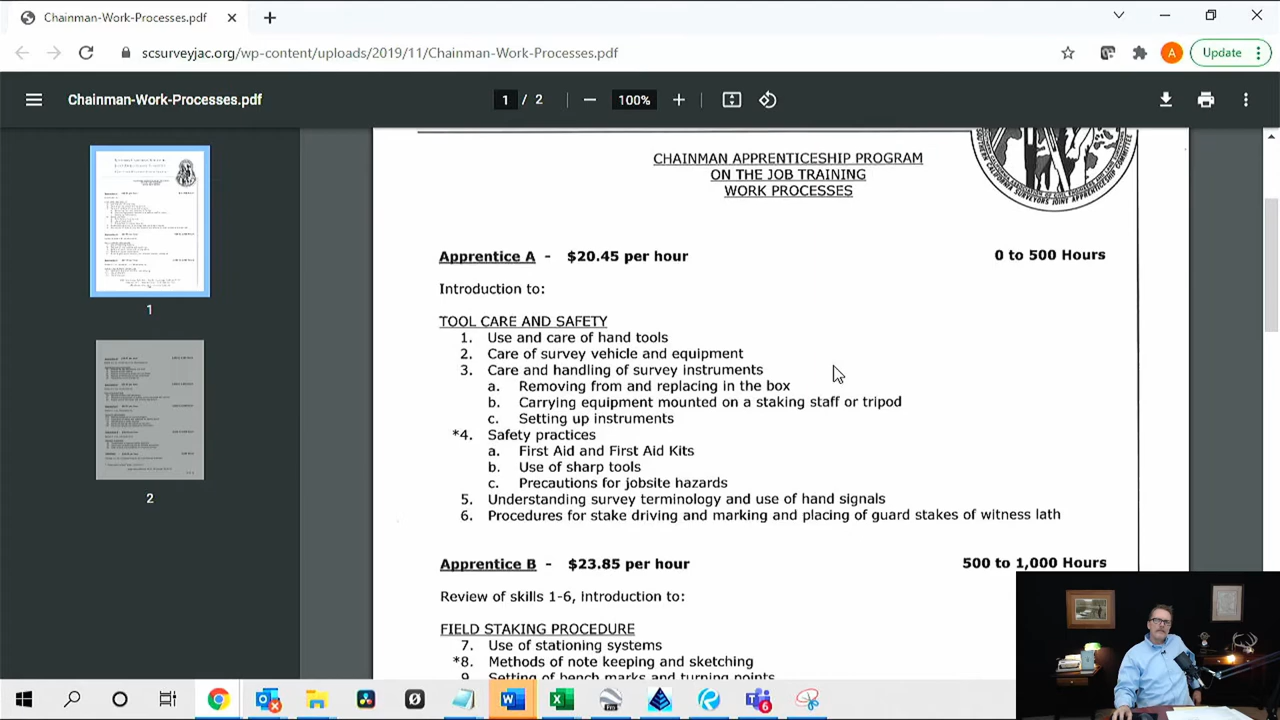 Chainman-Work-Processes.pdf
scsurveyjac.org/wp-content/uploads/2019/11/Chainman-Work-Processes.pdf
A
Update
Chainman-Work-Processes.pdf
1 / 2
100%
CHAINMAN APPRENTICESHIP PROGRAM
ON THE JOB TRAINING
WORK PROCESSES
Apprentice A - $20.45 per hour 0 to 500 Hours
Introduction to:
TOOL CARE AND SAFETY
1. Use and care of hand tools
2. Care of survey vehicle and equipment
3. Care and handling of survey instruments
a. Removing from and replacing in the box
b. Carrying equipment mounted on a staking staff or tripod
c. Setting up instruments
*4. Safety practices
a. First Aid and First Aid Kits
b. Use of sharp tools
c. Precautions for jobsite hazards
5. Understanding survey terminology and use of hand signals
6. Procedures for stake driving and marking and placing of guard stakes of witness lath
Apprentice B - $23.85 per hour 500 to 1,000 Hours
Review of skills 1-6, Introduction to:
FIELD STAKING PROCEDURE
7. Use of stationing systems
*8. Methods of note keeping and sketching
9. Setting of bench marks and turning points
1
2